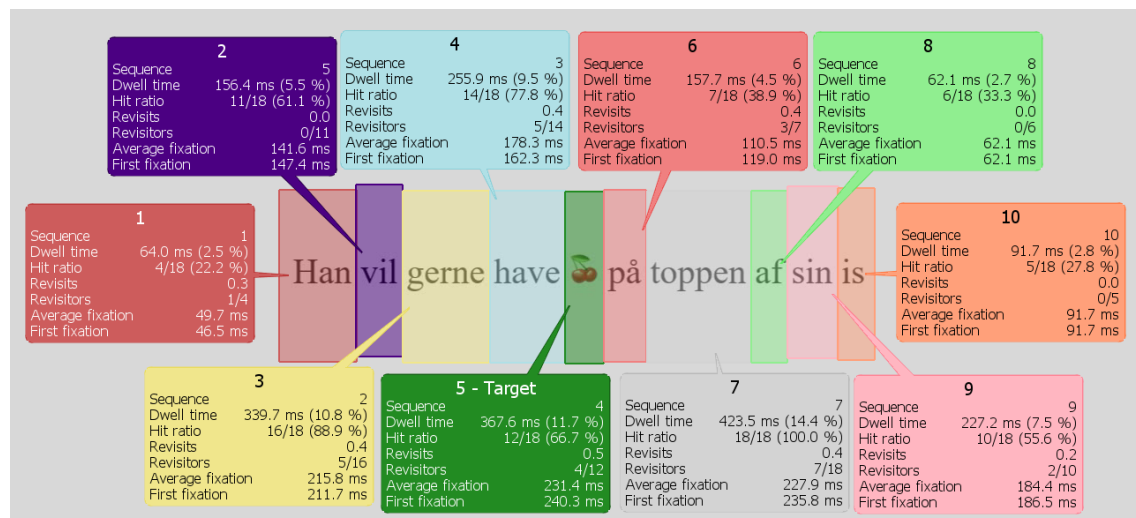 2
Sequence 5
Dwell time 156.4 ms (5.5 %)
Hit ratio 11/18 (61.1 %)
Revisits 0.0
Revisitors 0/11
Average fixation 141.6 ms
First fixation 147.4 ms
4
Sequence 3
Dwell time 255.9 ms (9.5 %)
Hit ratio 14/18 (77.8 %)
Revisits 0.4
Revisitors 5/14
Average fixation 178.3 ms
First fixation 162.3 ms
6
Sequence 6
Dwell time 157.7 ms (4.5 %)
Hit ratio 7/18 (38.9 %)
Revisits 0.4
Revisitors 3/7
Average fixation 110.5 ms
First fixation 119.0 ms
8
Sequence 8
Dwell time 62.1 ms (2.7 %)
Hit ratio 6/18 (33.3 %)
Revisits 0.0
Revisitors 0/6
Average fixation 62.1 ms
First fixation 62.1 ms
1
Sequence 1
Dwell time 64.0 ms (2.5 %)
Hit ratio 4/18 (22.2 %)
Revisits 0.3
Revisitors 1/4
Average fixation 49.7 ms
First fixation 46.5 ms
Han vil gerne have 🍒 på toppen af sin is
10
Sequence 10
Dwell time 91.7 ms (2.8 %)
Hit ratio 5/18 (27.8 %)
Revisits 0.0
Revisitors 0/5
Average fixation 91.7 ms
First fixation 91.7 ms
3
Sequence 2
Dwell time 339.7 ms (10.8 %)
Hit ratio 16/18 (88.9 %)
Revisits 0.4
Revisitors 5/16
Average fixation 215.8 ms
First fixation 211.7 ms
5 - Target
Sequence 4
Dwell time 367.6 ms (11.7 %)
Hit ratio 12/18 (66.7 %)
Revisits 0.5
Revisitors 4/12
Average fixation 231.4 ms
First fixation 240.3 ms
7
Sequence 7
Dwell time 423.5 ms (14.4 %)
Hit ratio 18/18 (100.0 %)
Revisits 0.4
Revisitors 7/18
Average fixation 227.9 ms
First fixation 235.8 ms
9
Sequence 9
Dwell time 227.2 ms (7.5 %)
Hit ratio 10/18 (55.6 %)
Revisits 0.2
Revisitors 2/10
Average fixation 184.4 ms
First fixation 186.5 ms